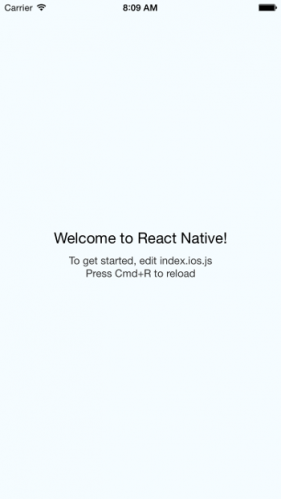 Carrier 8:09 AM
Welcome to React Native!
To get started, edit index.ios.js
Press Cmd+R to reload